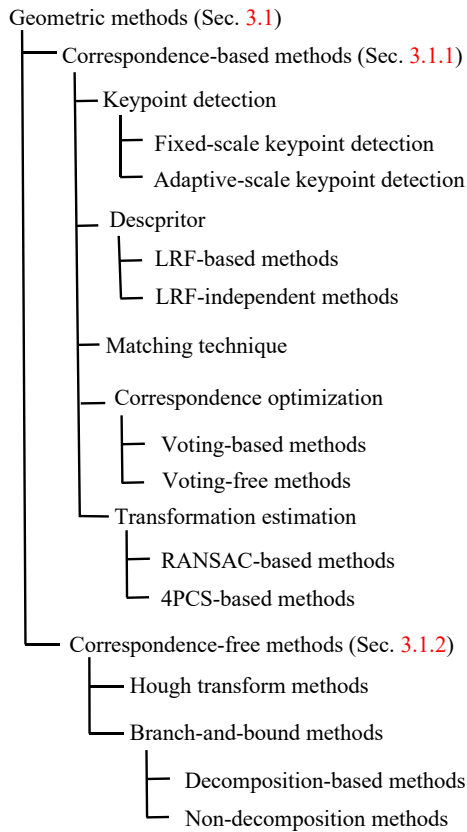 Geometric methods (Sec. 3.1)
Correspondence-based methods (Sec. 3.1.1)
Keypoint detection
Fixed-scale keypoint detection
Adaptive-scale keypoint detection
Descpritor
LRF-based methods
LRF-independent methods
Matching technique
Correspondence optimization
Voting-based methods
Voting-free methods
Transformation estimation
RANSAC-based methods
4PCS-based methods
Correspondence-free methods (Sec. 3.1.2)
Hough transform methods
Branch-and-bound methods
Decomposition-based methods
Non-decomposition methods